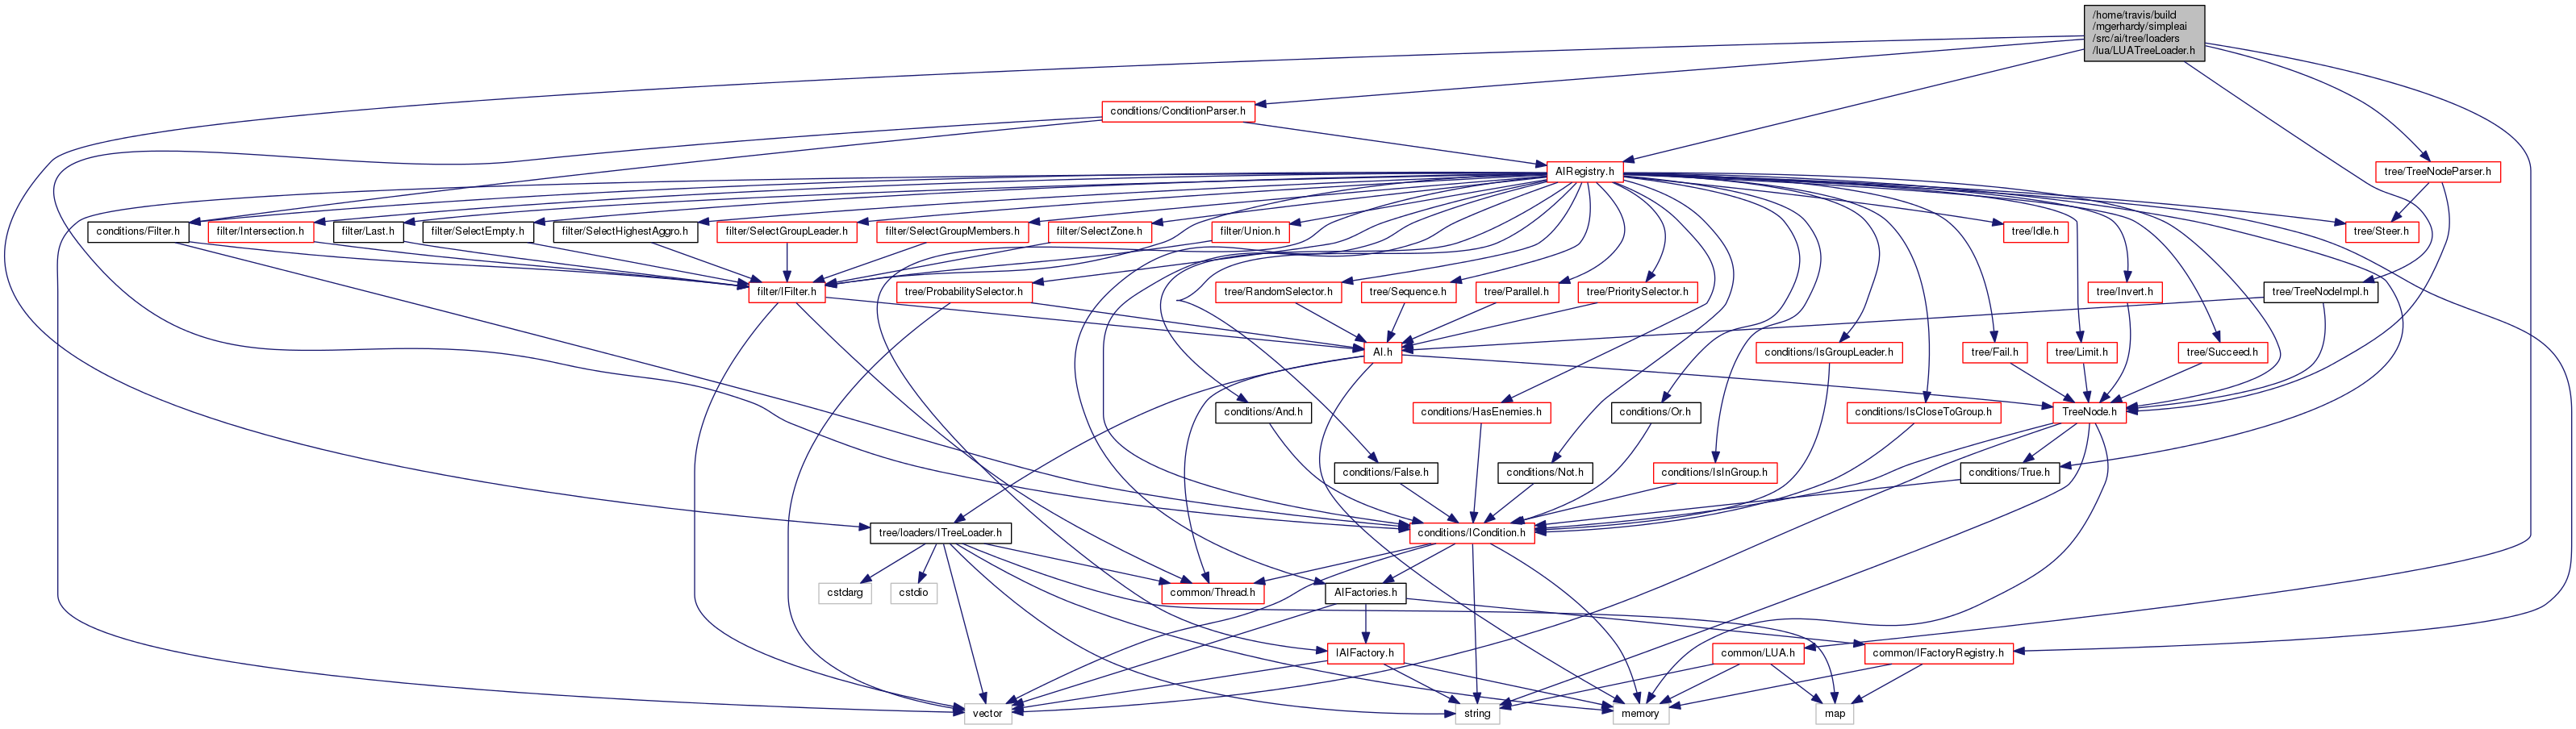 /home/travis/build
/mgerhardy/simpleai
/src/ai/tree/loaders
/lua/LUATreeLoader.h
conditions/ConditionParser.h
AIRegistry.h
tree/TreeNodeParser.h
conditions/Filter.h
filter/Intersection.h
filter/Last.h
filter/SelectEmpty.h
filter/SelectHighestAggro.h
filter/SelectGroupLeader.h
filter/SelectGroupMembers.h
filter/SelectZone.h
filter/Union.h
tree/Idle.h
tree/Steer.h
filter/IFilter.h
tree/ProbabilitySelector.h
tree/RandomSelector.h
tree/Sequence.h
tree/Parallel.h
tree/PrioritySelector.h
tree/Invert.h
tree/TreeNodeImpl.h
AI.h
conditions/IsGroupLeader.h
tree/Fail.h
tree/Limit.h
tree/Succeed.h
conditions/And.h
conditions/HasEnemies.h
conditions/Or.h
conditions/IsCloseToGroup.h
TreeNode.h
conditions/False.h
conditions/Not.h
conditions/IsInGroup.h
conditions/True.h
tree/loaders/ITreeLoader.h
conditions/ICondition.h
cstdarg
cstdio
common/Thread.h
AIFactories.h
IAIFactory.h
common/LUA.h
common/IFactoryRegistry.h
vector
string
memory
map